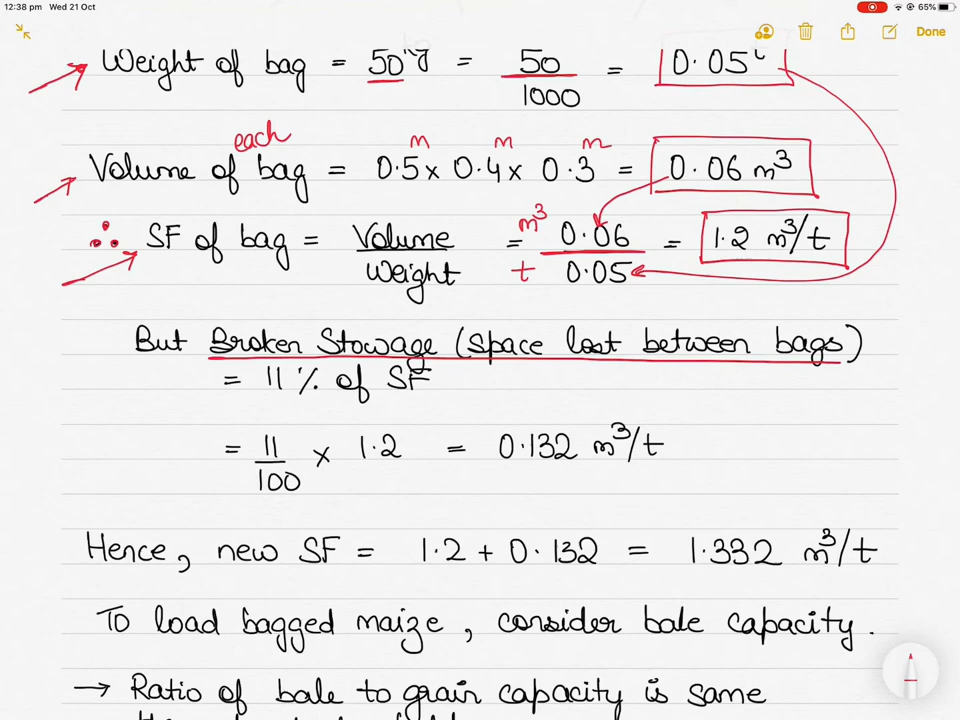 12:38 pm Wed 21 Oct 65%
Done
Weight of bag = 50 = 50/1000 = 0.05
each
m m m
Volume of bag = 0.5 x 0.4 x 0.3 = 0.06 m³
∴ SF of bag = Volume/Weight = m³/t 0.06/0.05 = 1.2 m³/t
But Broken Stowage (space lost between bags)
= 11 % of SF
= 11/100 x 1.2 = 0.132 m³/t
Hence, new SF = 1.2 + 0.132 = 1.332 m³/t
To load bagged maize, consider bale capacity.
→ Ratio of bale to grain capacity is same